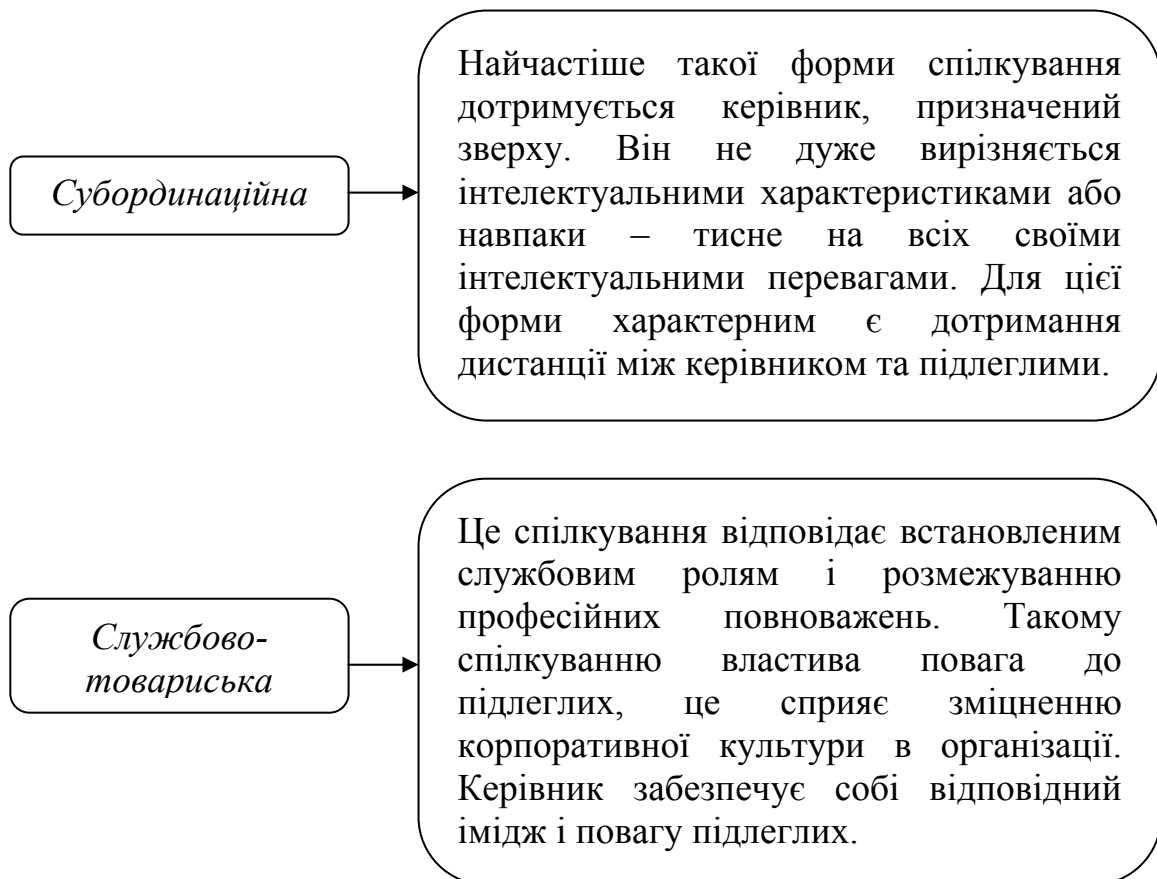 Субординаційна
Найчастіше такої форми спілкування
дотримується керівник, призначений
зверху. Він не дуже вирізняється
інтелектуальними характеристиками або
навпаки – тисне на всіх своїми
інтелектуальними перевагами. Для цієї
форми характерним є дотримання
дистанції між керівником та підлеглими.
Службово-
товариська
Це спілкування відповідає встановленим
службовим ролям і розмежуванню
професійних повноважень. Такому
спілкуванню властива повага до
підлеглих, це сприяє зміцненню
корпоративної культури в організації.
Керівник забезпечує собі відповідний
імідж і повагу підлеглих.